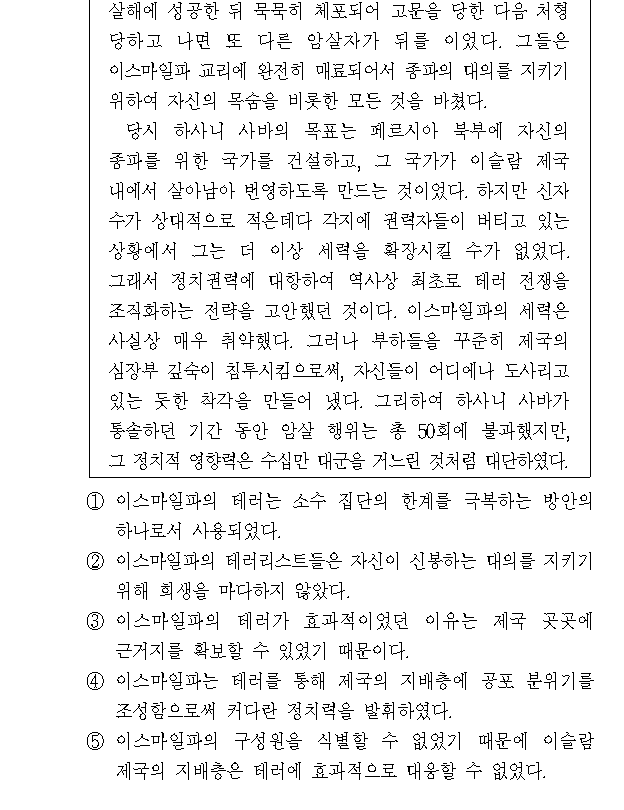 살해에 성공한 뒤 묵묵히 체포되어 고문을 당한 다음 처형
당하고 나면 또 다른 암살자가 뒤를 이었다. 그들은
이스마일파 교리에 완전히 매료되어서 종파의 대의를 지키기
위하여 자신의 목숨을 비롯한 모든 것을 바쳤다.
당시 하사니 사바의 목표는 페르시아 북부에 자신의
종파를 위한 국가를 건설하고, 그 국가가 이슬람 제국
내에서 살아남아 번영하도록 만드는 것이었다. 하지만 신자
수가 상대적으로 적은데다 각지에 권력자들이 버티고 있는
상황에서 그는 더 이상 세력을 확장시킬 수가 없었다.
그래서 정치권력에 대항하여 역사상 최초로 테러 전쟁을
조직화하는 전략을 고안했던 것이다. 이스마일파의 세력은
사실상 매우 취약했다. 그러나 부하들을 꾸준히 제국의
심장부 깊숙이 침투시킴으로써, 자신들이 어디에나 도사리고
있는 듯한 착각을 만들어 냈다. 그리하여 하사니 사바가
통솔하던 기간 동안 암살 행위는 총 50회에 불과했지만,
그 정치적 영향력은 수십만 대군을 거느린 것처럼 대단하였다.
① 이스마일파의 테러는 소수 집단의 한계를 극복하는 방안의
하나로서 사용되었다.
② 이스마일파의 테러리스트들은 자신이 신봉하는 대의를 지키기
위해 희생을 마다하지 않았다.
③ 이스마일파의 테러가 효과적이었던 이유는 제국 곳곳에
근거지를 확보할 수 있었기 때문이다.
④ 이스마일파는 테러를 통해 제국의 지배층에 공포 분위기를
조성함으로써 커다란 정치력을 발휘하였다.
⑤ 이스마일파의 구성원을 식별할 수 없었기 때문에 이슬람
제국의 지배층은 테러에 효과적으로 대응할 수 없었다.